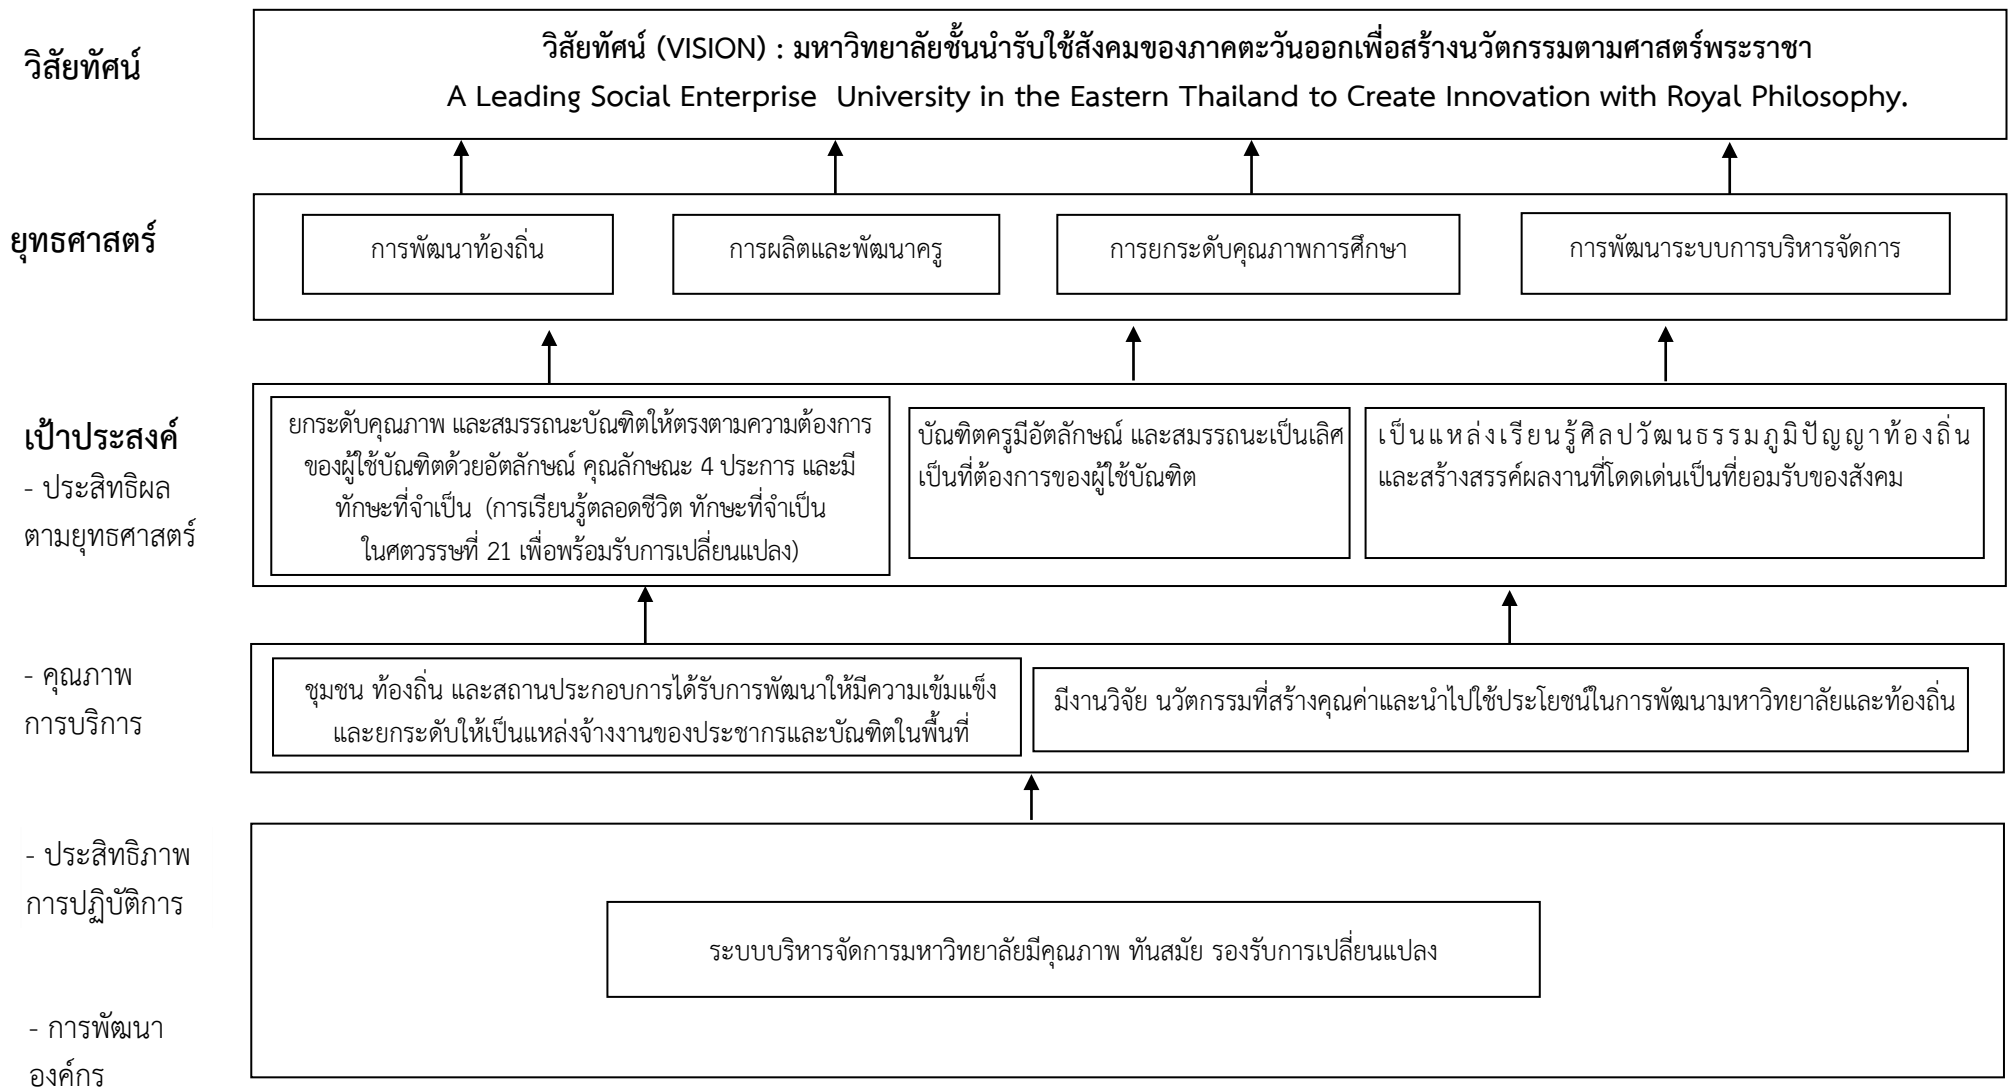 วิสัยทัศน์
วิสัยทัศน์ (VISION) : มหาวิทยาลัยชั้นนำรับใช้สังคมของภาคตะวันออกเพื่อสร้างนวัตกรรมตามศาสตร์พระราชา
A Leading Social Enterprise University in the Eastern Thailand to Create Innovation with Royal Philosophy.
ยุทธศาสตร์
การพัฒนาท้องถิ่น
การผลิตและพัฒนาครู
การยกระดับคุณภาพการศึกษา
การพัฒนาระบบการบริหารจัดการ
เป้าประสงค์
- ประสิทธิผล
ตามยุทธศาสตร์
ยกระดับคุณภาพ และสมรรถนะบัณฑิตให้ตรงตามความต้องการ
ของผู้ใช้บัณฑิตด้วยอัตลักษณ์ คุณลักษณะ 4 ประการ และมี
ทักษะที่จำเป็น (การเรียนรู้ตลอดชีวิต ทักษะที่จำเป็น
ในศตวรรษที่ 21 เพื่อพร้อมรับการเปลี่ยนแปลง)
บัณฑิตครูมีอัตลักษณ์ และสมรรถนะเป็นเลิศ
เป็นที่ต้องการของผู้ใช้บัณฑิต
เป็นแหล่งเรียนรู้ศิลปวัฒนธรรมภูมิปัญญาท้องถิ่น
และสร้างสรรค์ผลงานที่โดดเด่นเป็นที่ยอมรับของสังคม
- คุณภาพ
การบริการ
ชุมชน ท้องถิ่น และสถานประกอบการได้รับการพัฒนาให้มีความเข้มแข็ง
และยกระดับให้เป็นแหล่งจ้างงานของประชากรและบัณฑิตในพื้นที่
มีงานวิจัย นวัตกรรมที่สร้างคุณค่าและนำไปใช้ประโยชน์ในการพัฒนามหาวิทยาลัยและท้องถิ่น
- ประสิทธิภาพ
การปฏิบัติการ
ระบบบริหารจัดการมหาวิทยาลัยมีคุณภาพ ทันสมัย รองรับการเปลี่ยนแปลง
- การพัฒนา
องค์กร